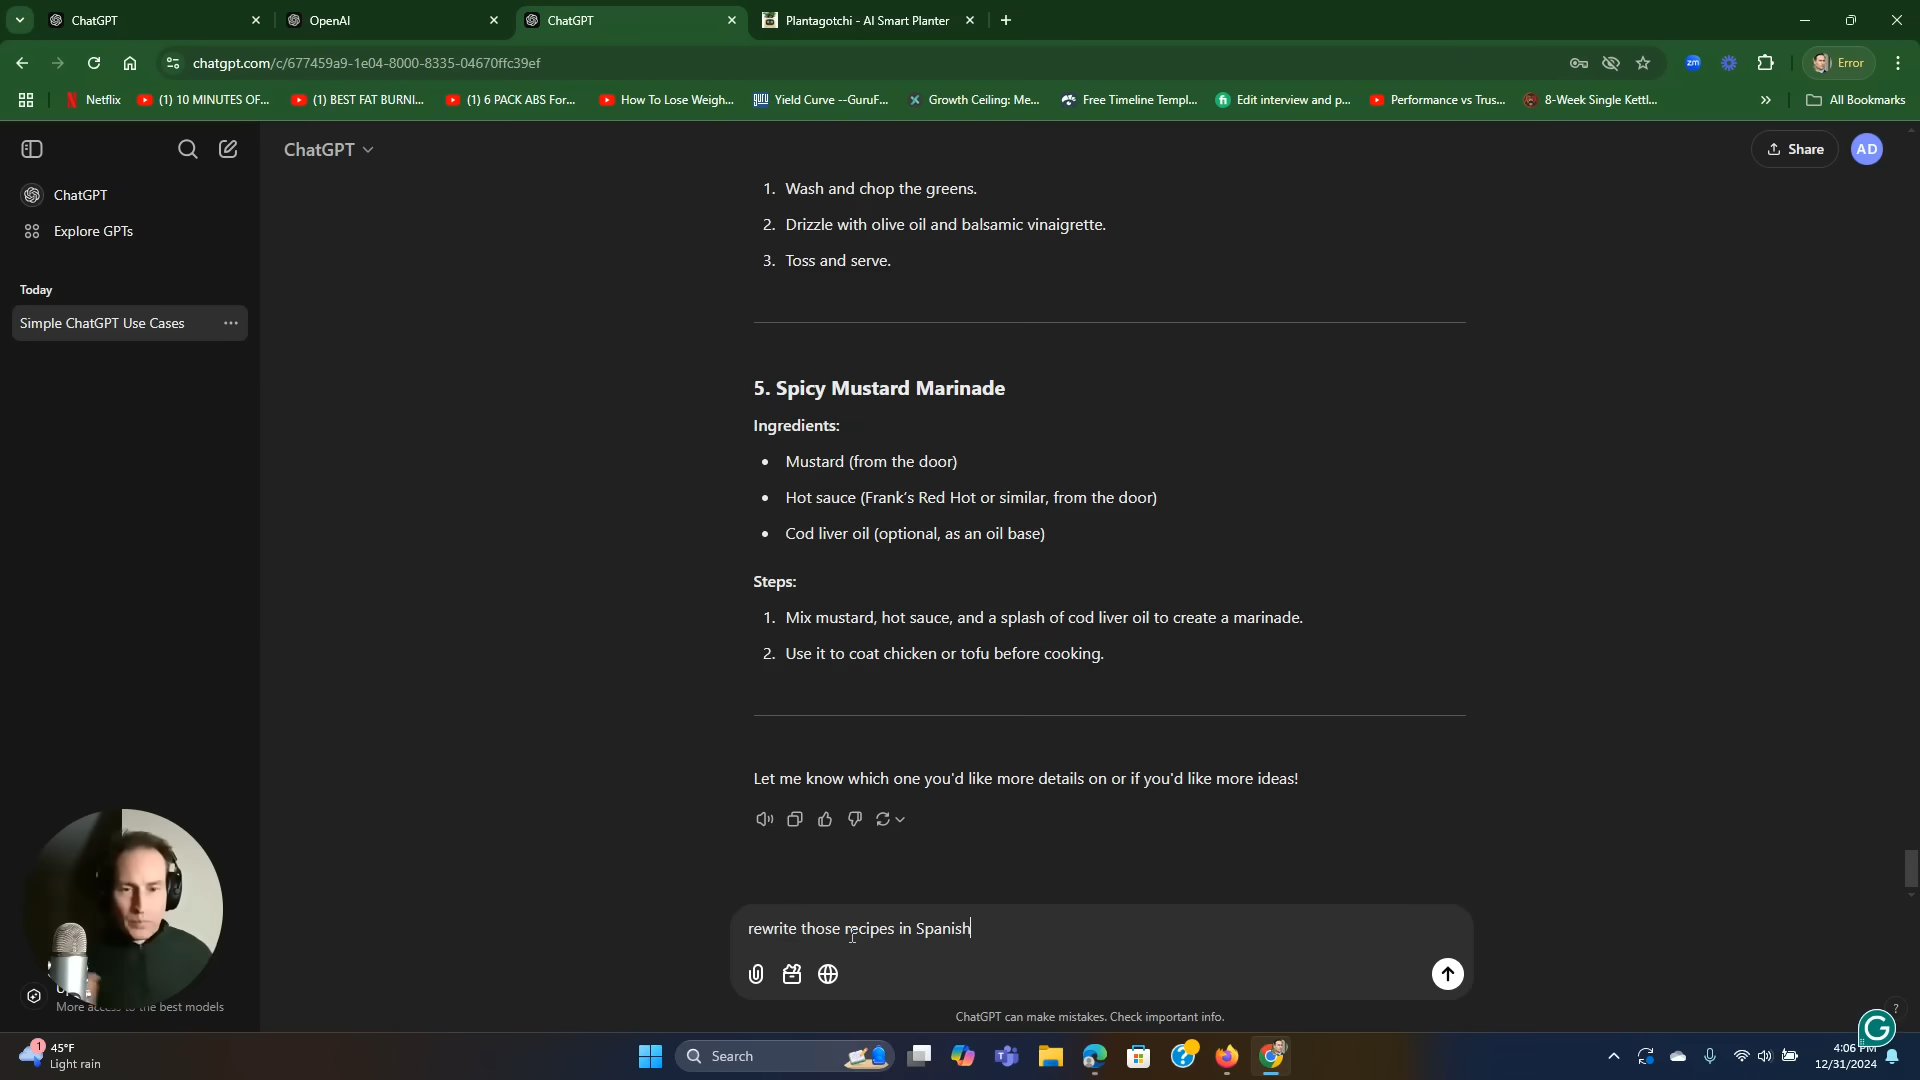 ChatGPT
OpenAI
ChatGPT
Plantagotchi - AI Smart Planter
chatgpt.com/c/677459a9-1e04-8000-8335-04670ffc39ef
zm
Error
Netflix
(1) 10 MINUTES OF...
(1) BEST FAT BURNI...
(1) 6 PACK ABS For...
How To Lose Weigh...
Yield Curve --GuruF...
Growth Ceiling: Me...
Free Timeline Templ...
Edit interview and p...
Performance vs Trus...
8-Week Single Kettl...
All Bookmarks
ChatGPT
Share
AD
ChatGPT
Explore GPTs
Today
Simple ChatGPT Use Cases
1. Wash and chop the greens.
2. Drizzle with olive oil and balsamic vinaigrette.
3. Toss and serve.
5. Spicy Mustard Marinade
Ingredients:
• Mustard (from the door)
• Hot sauce (Frank’s Red Hot or similar, from the door)
• Cod liver oil (optional, as an oil base)
Steps:
1. Mix mustard, hot sauce, and a splash of cod liver oil to create a marinade.
2. Use it to coat chicken or tofu before cooking.
Let me know which one you'd like more details on or if you'd like more ideas!
rewrite those recipes in Spanish
More access to the best models
ChatGPT can make mistakes. Check important info.
?
1
45°F
Light rain
Search
4:06 PM
12/31/2024